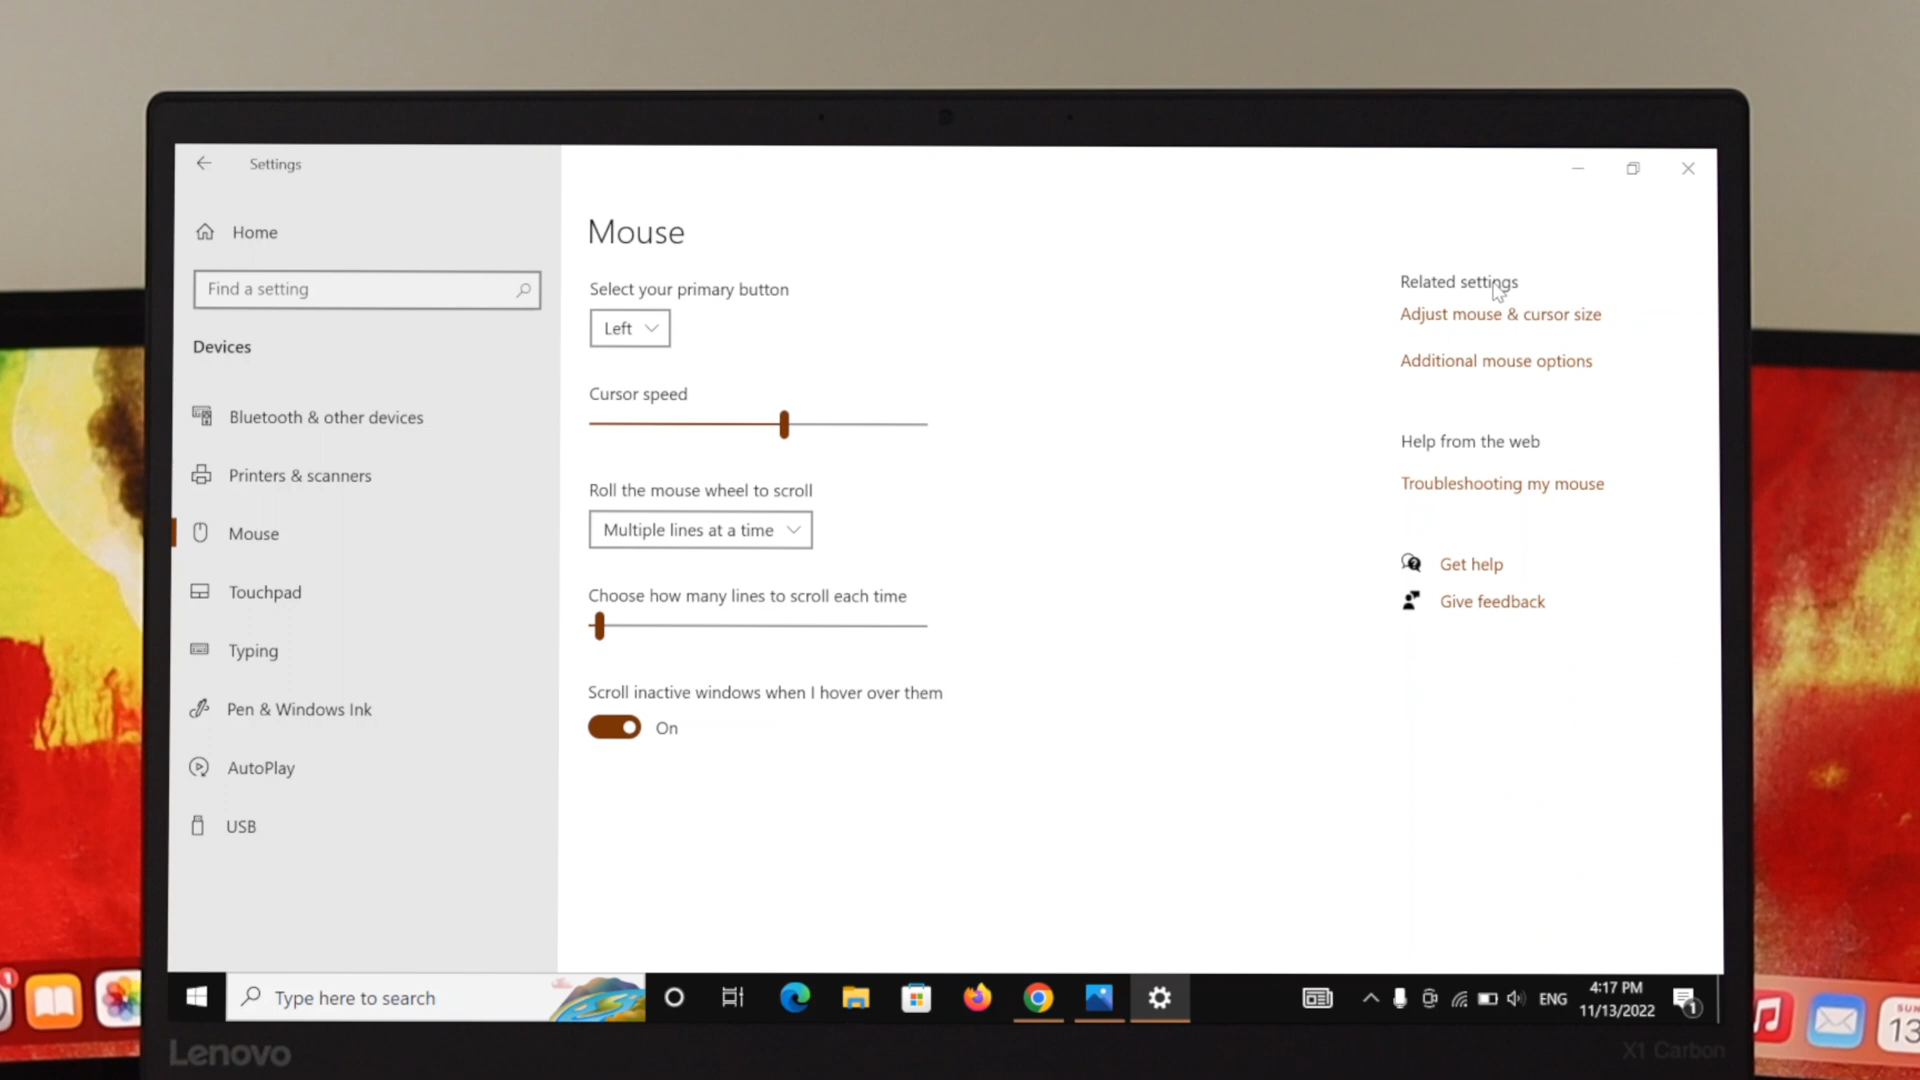 Settings
Home
Find a setting
Devices
Bluetooth & other devices
Printers & scanners
Mouse
Touchpad
Typing
Pen & Windows Ink
AutoPlay
USB
Mouse
Select your primary button
Left
Cursor speed
Roll the mouse wheel to scroll
Multiple lines at a time
Choose how many lines to scroll each time
Scroll inactive windows when I hover over them
On
Related settings
Adjust mouse & cursor size
Additional mouse options
Help from the web
Troubleshooting my mouse
Get help
Give feedback
Type here to search
ENG
4:17 PM
11/13/2022
1
Lenovo
X1 Carbon
1
SUN
13